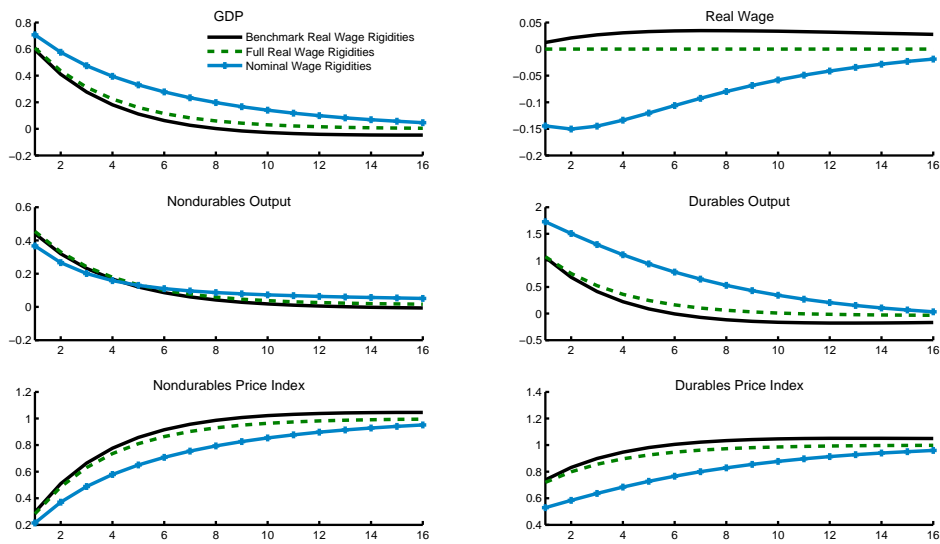 GDP
0.8
0.6
0.4
0.2
0
−0.2
2 4 6 8 10 12 14 16
Benchmark Real Wage Rigidities
Full Real Wage Rigidities
Nominal Wage Rigidities
Real Wage
0.05
0
−0.05
−0.1
−0.15
−0.2
2 4 6 8 10 12 14 16
Nondurables Output
0.6
0.4
0.2
0
−0.2
2 4 6 8 10 12 14 16
Durables Output
2
1.5
1
0.5
0
−0.5
2 4 6 8 10 12 14 16
Nondurables Price Index
1.2
1
0.8
0.6
0.4
0.2
2 4 6 8 10 12 14 16
Durables Price Index
1.4
1.2
1
0.8
0.6
0.4
2 4 6 8 10 12 14 16